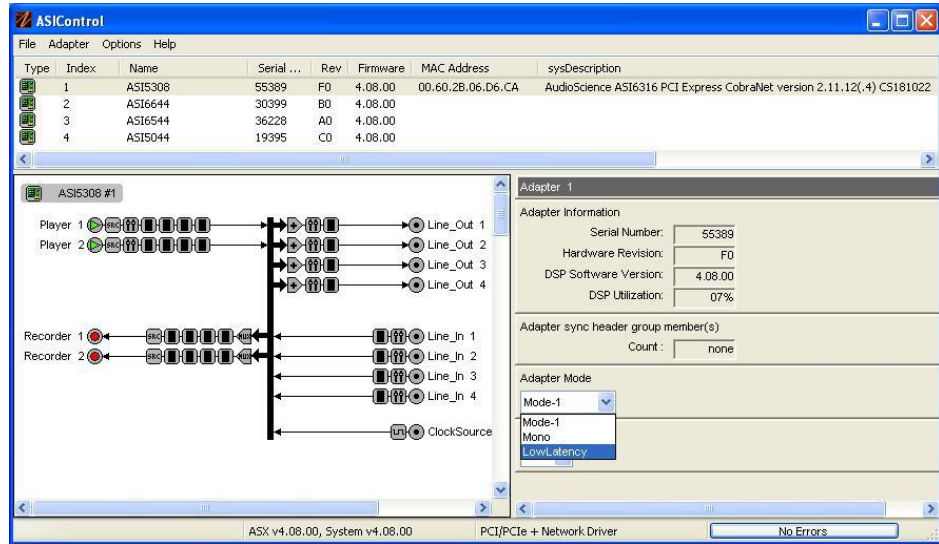 ASIControl
File Adapter Options Help
Type Index Name Serial ... Rev Firmware MAC Address sysDescription
1 ASI5308 55389 F0 4.08.00 00.60.2B.06.D6.CA AudioScience ASI6316 PCI Express CobraNet version 2.11.12(.4) CS181022
2 ASI6644 30399 B0 4.08.00
3 ASI6544 36228 A0 4.08.00
4 ASI5044 19395 C0 4.08.00
ASI5308 #1
Player 1 SRC Line_Out 1
Player 2 SRC Line_Out 2
Line_Out 3
Line_Out 4
Recorder 1 SRC MUX Line_In 1
Recorder 2 SRC MUX Line_In 2
Line_In 3
Line_In 4
ClockSource
Adapter 1
Adapter Information
Serial Number: 55389
Hardware Revision: F0
DSP Software Version: 4.08.00
DSP Utilization: 07%
Adapter sync header group member(s)
Count : none
Adapter Mode
Mode-1
Mode-1
Mono
LowLatency
ASX v4.08.00, System v4.08.00 PCI/PCIe + Network Driver No Errors